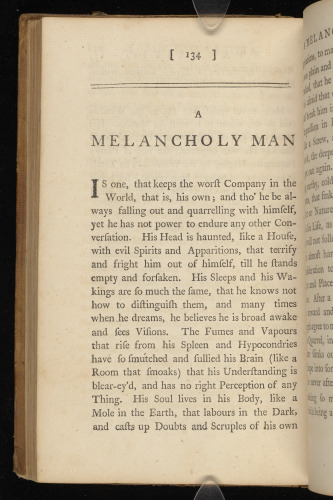 [ 134 ]
A
MELANCHOLY MAN
IS one, that keeps the worſt Company in the
World, that is, his own; and tho' he be al-
ways falling out and quarrelling with himſelf,
yet he has not power to endure any other Con-
verſation. His Head is haunted, like a Houſe,
with evil Spirits and Apparitions, that terrify
and fright him out of himſelf, till he ſtands
empty and forſaken. His Sleeps and his Wa-
kings are ſo much the ſame, that he knows not
how to diſtinguiſh them, and many times
when he dreams, he believes he is broad awake
and ſees Viſions. The Fumes and Vapours
that riſe from his Spleen and Hypocondries
have ſo ſmutched and ſullied his Brain (like a
Room that ſmoaks) that his Underſtanding is
blear-ey'd, and has no right Perception of any
Thing. His Soul lives in his Body, like a
Mole in the Earth, that labours in the Dark,
and caſts up Doubts and Scruples of his own